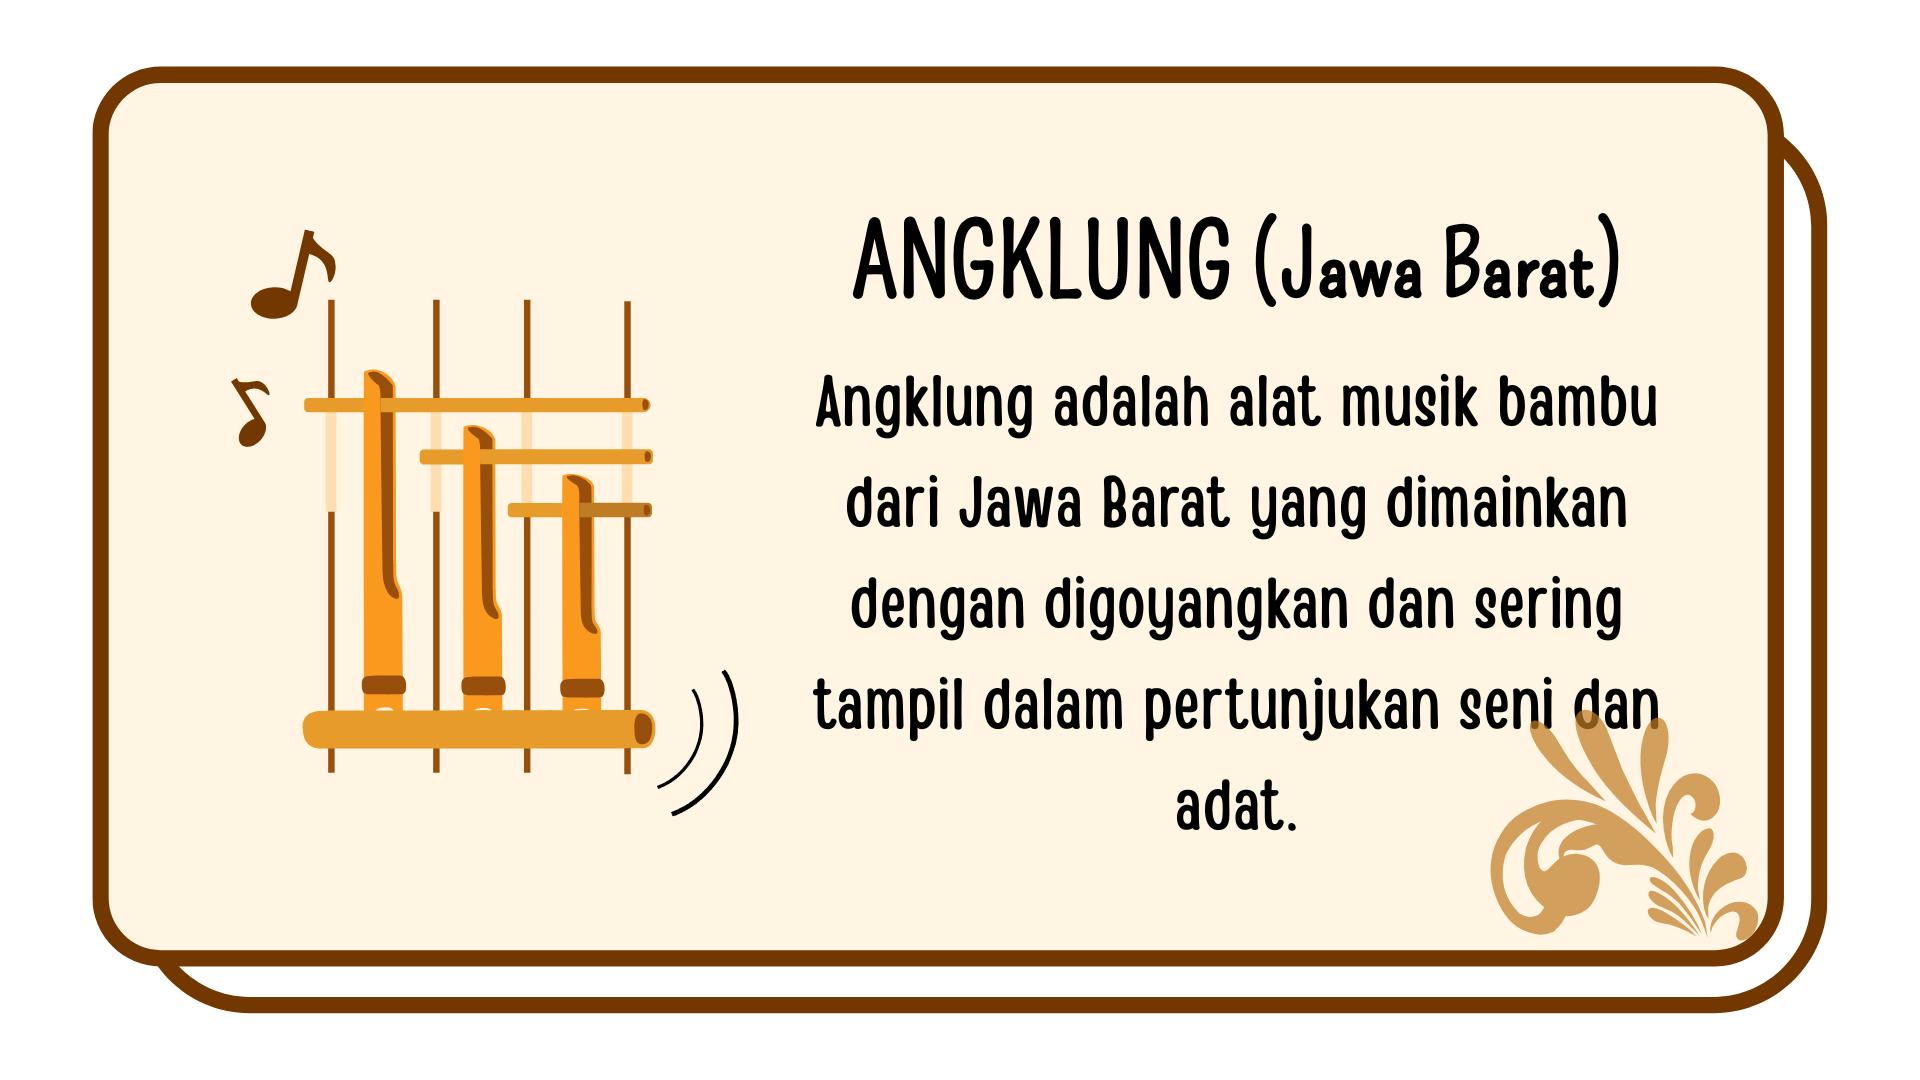 ANGKLUNG (Jawa Barat)
Angklung adalah alat musik bambu
dari Jawa Barat yang dimainkan
dengan digoyangkan dan sering
tampil dalam pertunjukan seni dan
adat.